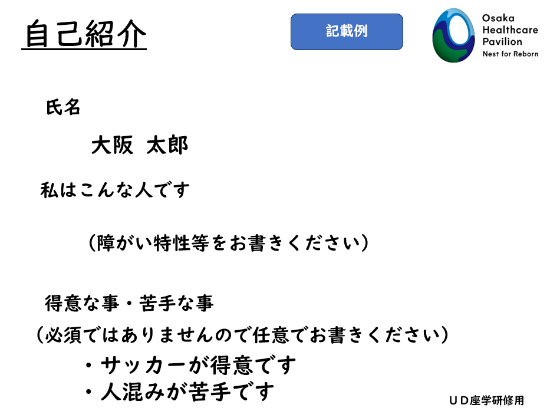 自己紹介
記載例
Osaka
Healthcare
Pavilion
Nest for Reborn
氏名
大阪 太郎
私はこんな人です
（障がい特性等をお書きください）
得意な事・苦手な事
（必須ではありませんので任意でお書きください）
・サッカーが得意です
・人混みが苦手です
ＵＤ座学研修用